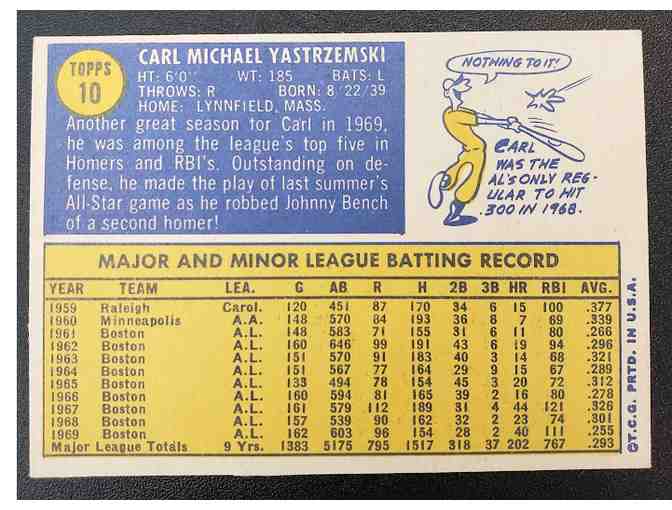 TOPPS
10
CARL MICHAEL YASTRZEMSKI
HT: 6'0" WT: 185 BATS: L
THROWS: R BORN: 8/22/39
HOME: LYNNFIELD, MASS.
Another great season for Carl in 1969,
he was among the league's top five in
Homers and RBI's. Outstanding on de-
fense, he made the play of last summer's
All-Star game as he robbed Johnny Bench
of a second homer!
NOTHING TO IT!
CARL
WAS THE
AL'S ONLY REG-
ULAR TO HIT
.300 IN 1968.
MAJOR AND MINOR LEAGUE BATTING RECORD
YEAR TEAM LEA. G AB R H 2B 3B HR RBI AVG.
1959 Raleigh Carol. 120 451 87 170 34 6 15 100 .377
1960 Minneapolis A.A. 148 570 84 193 36 8 7 69 .339
1961 Boston A.L. 148 583 71 155 31 6 11 80 .266
1962 Boston A.L. 160 646 99 191 43 6 19 94 .296
1963 Boston A.L. 151 570 91 183 40 3 14 68 .321
1964 Boston A.L. 151 567 77 164 29 9 15 67 .289
1965 Boston A.L. 133 494 78 154 45 3 20 72 .312
1966 Boston A.L. 160 594 81 165 39 2 16 80 .278
1967 Boston A.L. 161 579 112 189 31 4 44 121 .326
1968 Boston A.L. 157 539 90 162 32 2 23 74 .301
1969 Boston A.L. 162 603 96 154 28 2 40 111 .255
Major League Totals 9 Yrs. 1383 5175 795 1517 318 37 202 767 .293
©T.C.G. PRTD. IN U.S.A.